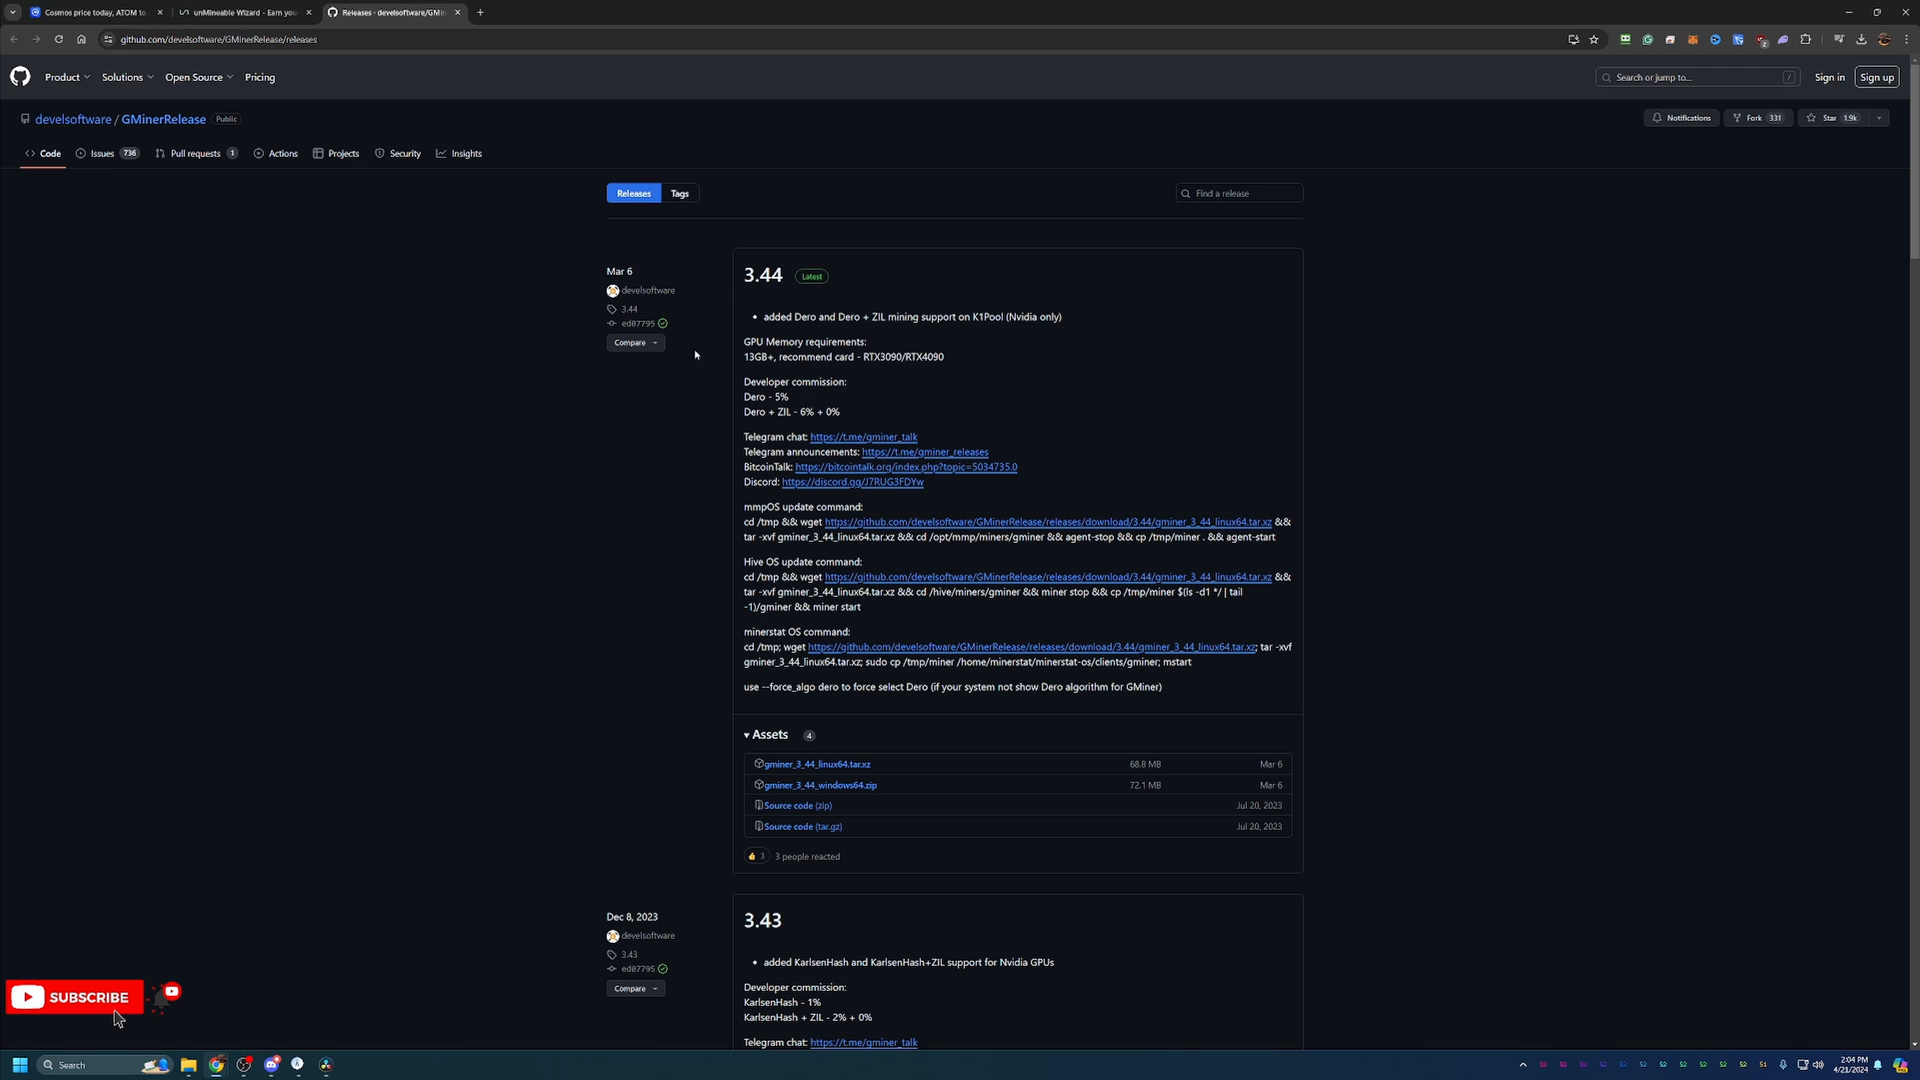 Cosmos price today, ATOM to
unMineable Wizard - Earn you
Releases · develsoftware/GMin
github.com/develsoftware/GMinerRelease/releases
Product
Solutions
Open Source
Pricing
Search or jump to...
/
Sign in
Sign up
develsoftware / GMinerRelease
Public
Notifications
Fork 331
Star 1.9k
Code
Issues 736
Pull requests 1
Actions
Projects
Security
Insights
Releases
Tags
Find a release
Mar 6
develsoftware
3.44
ed07795
Compare
3.44 Latest
• added Dero and Dero + ZIL mining support on K1Pool (Nvidia only)
GPU Memory requirements:
13GB+, recommend card - RTX3090/RTX4090
Developer commission:
Dero - 5%
Dero + ZIL - 6% + 0%
Telegram chat: https://t.me/gminer_talk
Telegram announcements: https://t.me/gminer_releases
BitcoinTalk: https://bitcointalk.org/index.php?topic=5034735.0
Discord: https://discord.gg/J7RUG3FDYw
mmpOS update command:
cd /tmp && wget https://github.com/develsoftware/GMinerRelease/releases/download/3.44/gminer_3_44_linux64.tar.xz &&
tar -xvf gminer_3_44_linux64.tar.xz && cd /opt/mmp/miners/gminer && agent-stop && cp /tmp/miner . && agent-start
Hive OS update command:
cd /tmp && wget https://github.com/develsoftware/GMinerRelease/releases/download/3.44/gminer_3_44_linux64.tar.xz &&
tar -xvf gminer_3_44_linux64.tar.xz && cd /hive/miners/gminer && miner stop && cp /tmp/miner $(ls -d1 */ | tail
-1)/gminer && miner start
minerstat OS command:
cd /tmp; wget https://github.com/develsoftware/GMinerRelease/releases/download/3.44/gminer_3_44_linux64.tar.xz; tar -xvf
gminer_3_44_linux64.tar.xz; sudo cp /tmp/miner /home/minerstat/minerstat-os/clients/gminer; mstart
use --force_algo dero to force select Dero (if your system not show Dero algorithm for GMiner)
Assets 4
gminer_3_44_linux64.tar.xz 68.8 MB Mar 6
gminer_3_44_windows64.zip 72.1 MB Mar 6
Source code (zip) Jul 20, 2023
Source code (tar.gz) Jul 20, 2023
3
3 people reacted
Dec 8, 2023
develsoftware
3.43
ed07795
Compare
3.43
• added KarlsenHash and KarlsenHash+ZIL support for Nvidia GPUs
Developer commission:
KarlsenHash - 1%
KarlsenHash + ZIL - 2% + 0%
Telegram chat: https://t.me/gminer_talk
SUBSCRIBE
Search
2:04 PM
4/21/2024